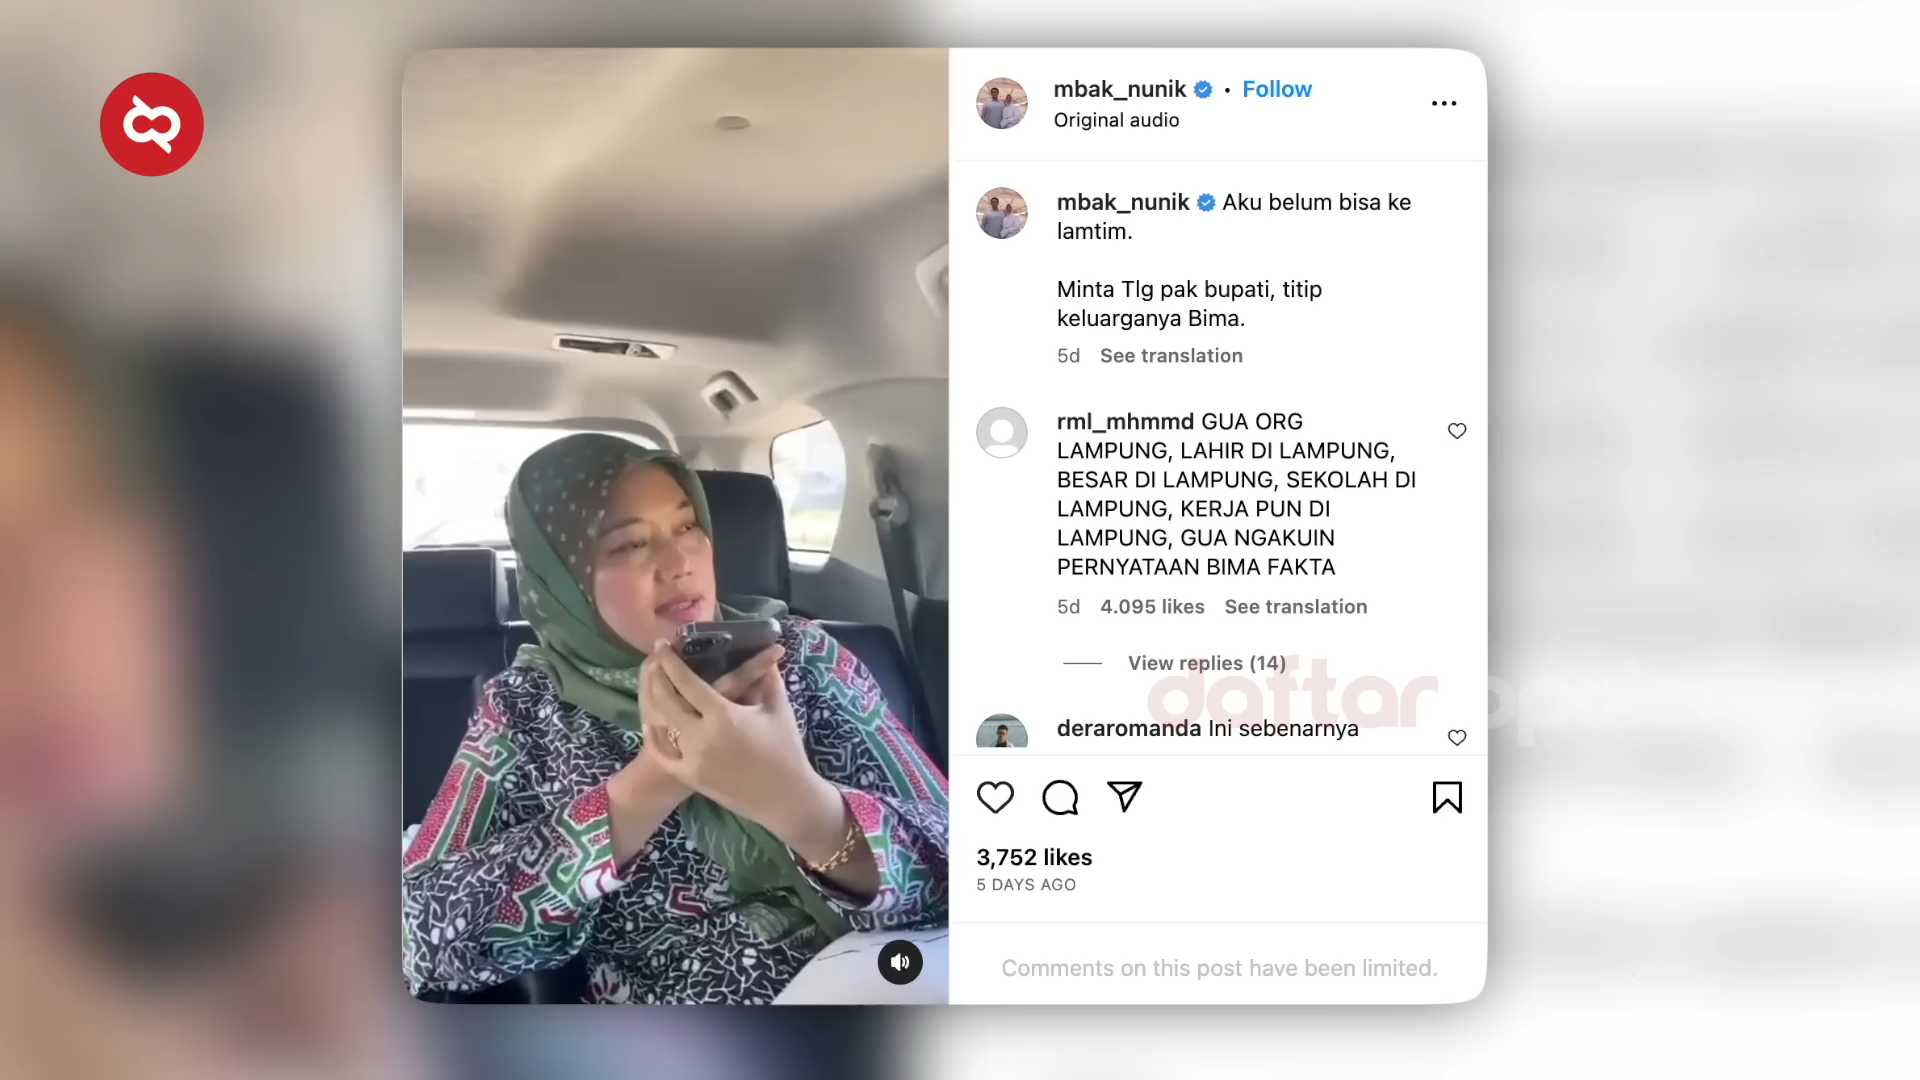 mbak_nunik • Follow
Original audio
mbak_nunik Aku belum bisa ke
lamtim.
Minta Tlg pak bupati, titip
keluarganya Bima.
5d See translation
rml_mhmmd GUA ORG
LAMPUNG, LAHIR DI LAMPUNG,
BESAR DI LAMPUNG, SEKOLAH DI
LAMPUNG, KERJA PUN DI
LAMPUNG, GUA NGAKUIN
PERNYATAAN BIMA FAKTA
5d 4.095 likes See translation
View replies (14)
daftar
deraromanda Ini sebenarnya
3,752 likes
5 DAYS AGO
Comments on this post have been limited.